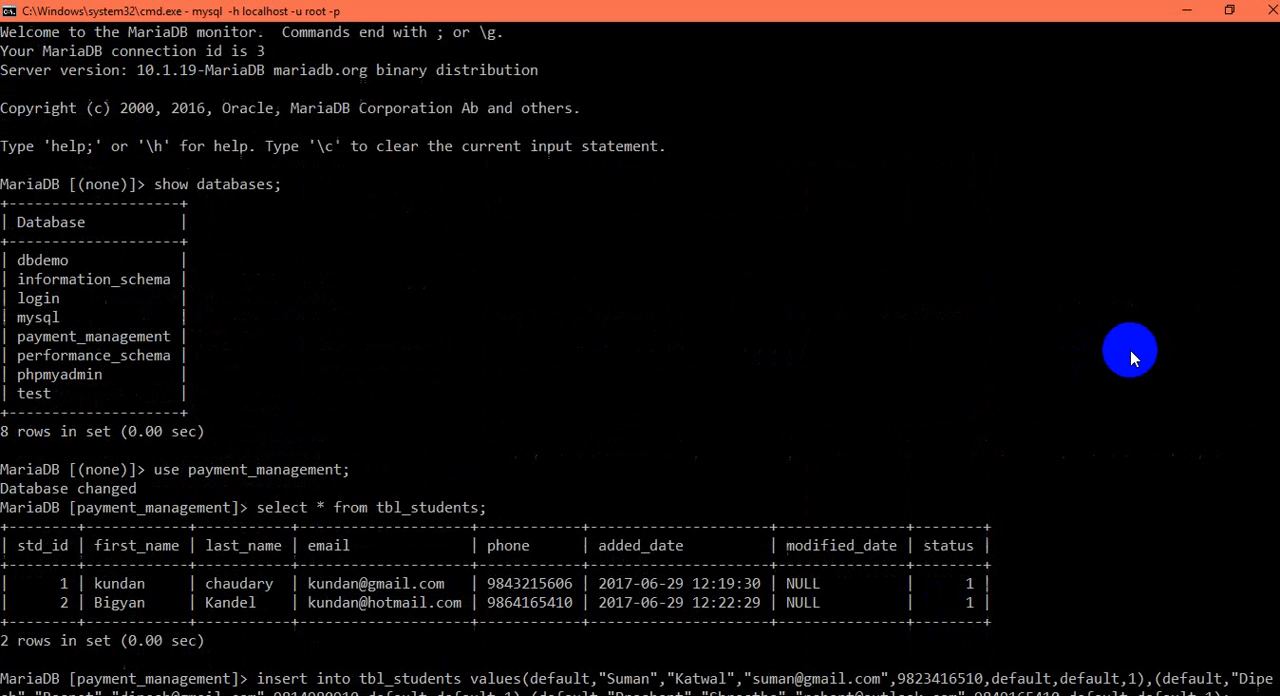 C:\Windows\system32\cmd.exe - mysql -h localhost -u root -p
Welcome to the MariaDB monitor.  Commands end with ; or \g.
Your MariaDB connection id is 3
Server version: 10.1.19-MariaDB mariadb.org binary distribution
Copyright (c) 2000, 2016, Oracle, MariaDB Corporation Ab and others.
Type 'help;' or '\h' for help. Type '\c' to clear the current input statement.
MariaDB [(none)]> show databases;
+--------------------+
| Database           |
+--------------------+
| dbdemo             |
| information_schema |
| login              |
| mysql              |
| payment_management |
| performance_schema |
| phpmyadmin         |
| test               |
+--------------------+
8 rows in set (0.00 sec)
MariaDB [(none)]> use payment_management;
Database changed
MariaDB [payment_management]> select * from tbl_students;
+--------+------------+-----------+--------------------+------------+---------------------+---------------+--------+
| std_id | first_name | last_name | email              | phone      | added_date          | modified_date | status |
+--------+------------+-----------+--------------------+------------+---------------------+---------------+--------+
|      1 | kundan     | chaudary  | kundan@gmail.com   | 9843215606 | 2017-06-29 12:19:30 | NULL          |      1 |
|      2 | Bigyan     | Kandel    | kundan@hotmail.com | 9864165410 | 2017-06-29 12:22:29 | NULL          |      1 |
+--------+------------+-----------+--------------------+------------+---------------------+---------------+--------+
2 rows in set (0.00 sec)
MariaDB [payment_management]> insert into tbl_students values(default,"Suman","Katwal","suman@gmail.com",9823416510,default,default,1),(default,"Dipe